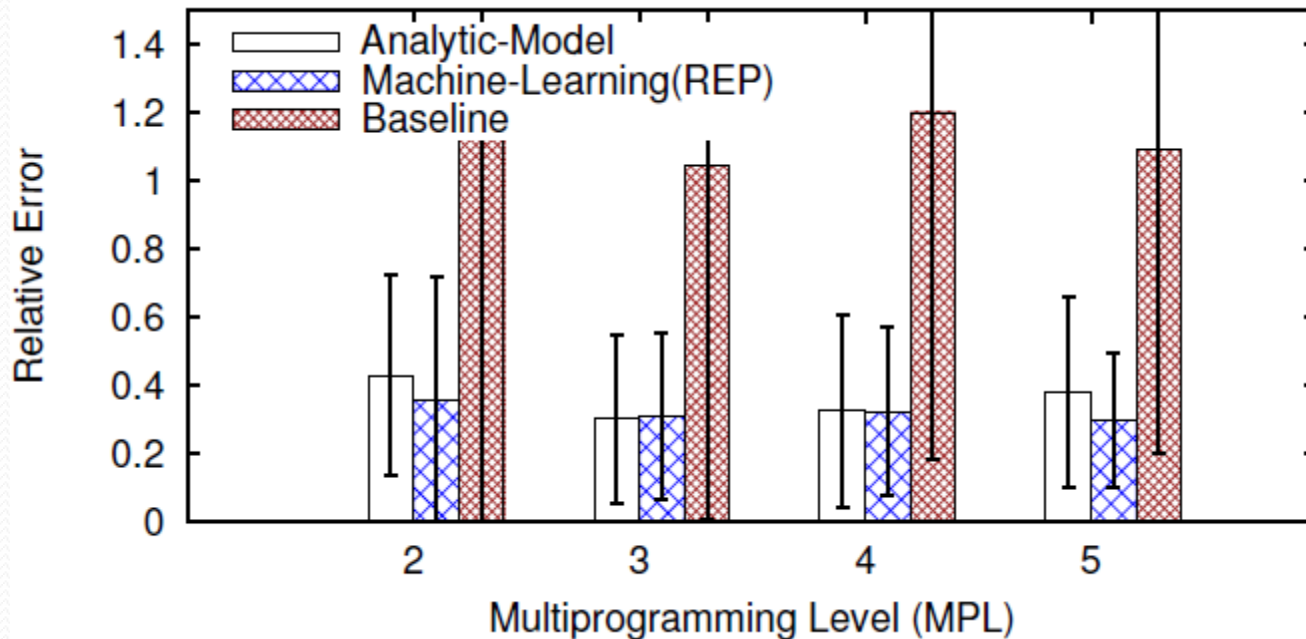 Analytic-Model
Machine-Learning(REP)
Baseline
1.4
1.2
1
0.8
0.6
0.4
0.2
0
Relative Error
2 3 4 5
Multiprogramming Level (MPL)